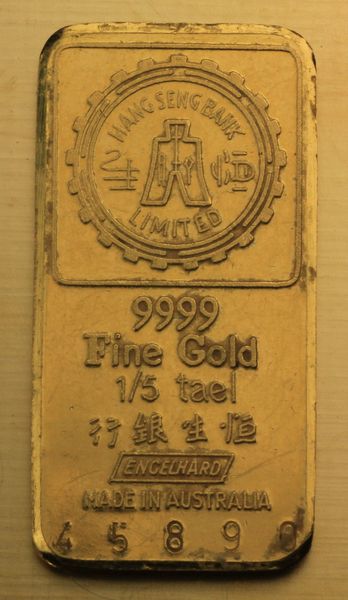 HANG SENG BANK
恒生
LIMITED
9999
Fine Gold
1/5 tael
恒生銀行
ENGELHARD
MADE IN AUSTRALIA
45890